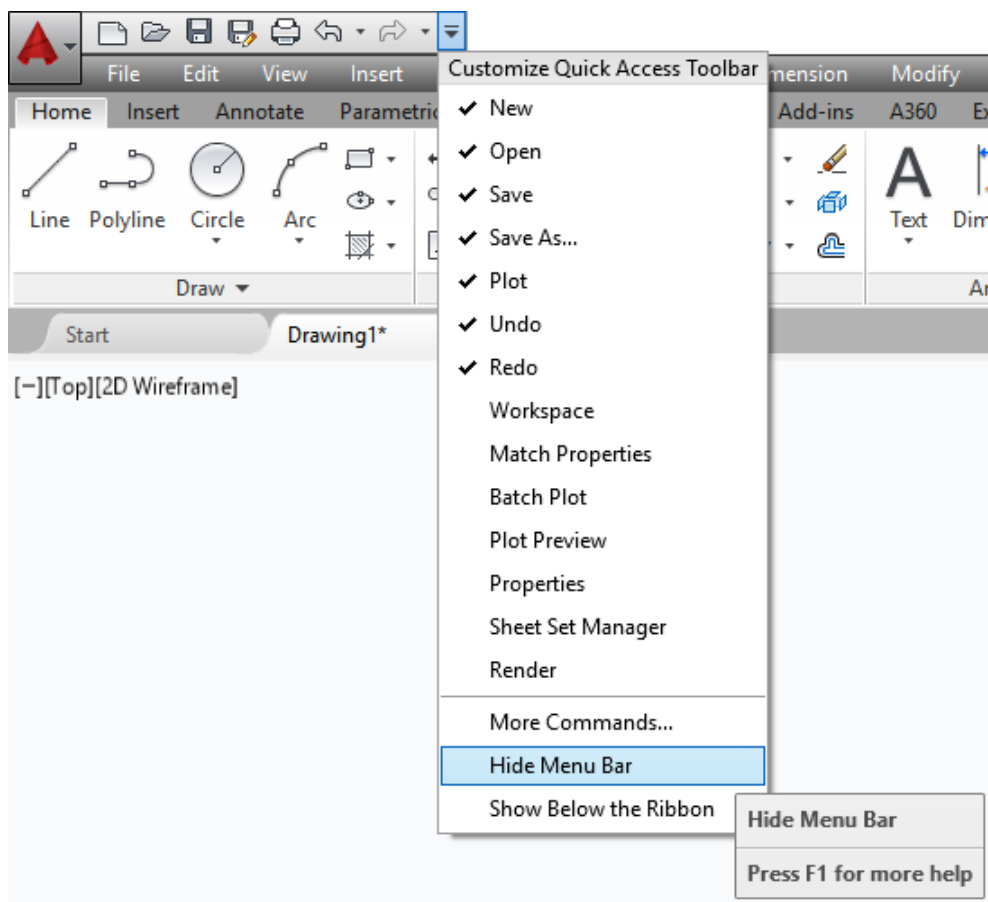 File Edit View Insert mension Modify
Home Insert Annotate Parametric Add-ins A360 Ex
Line Polyline Circle Arc
Text Dim
Draw
An
Start Drawing1*
[−][Top][2D Wireframe]
Customize Quick Access Toolbar
New
Open
Save
Save As...
Plot
Undo
Redo
Workspace
Match Properties
Batch Plot
Plot Preview
Properties
Sheet Set Manager
Render
More Commands...
Hide Menu Bar
Show Below the Ribbon
Hide Menu Bar
Press F1 for more help